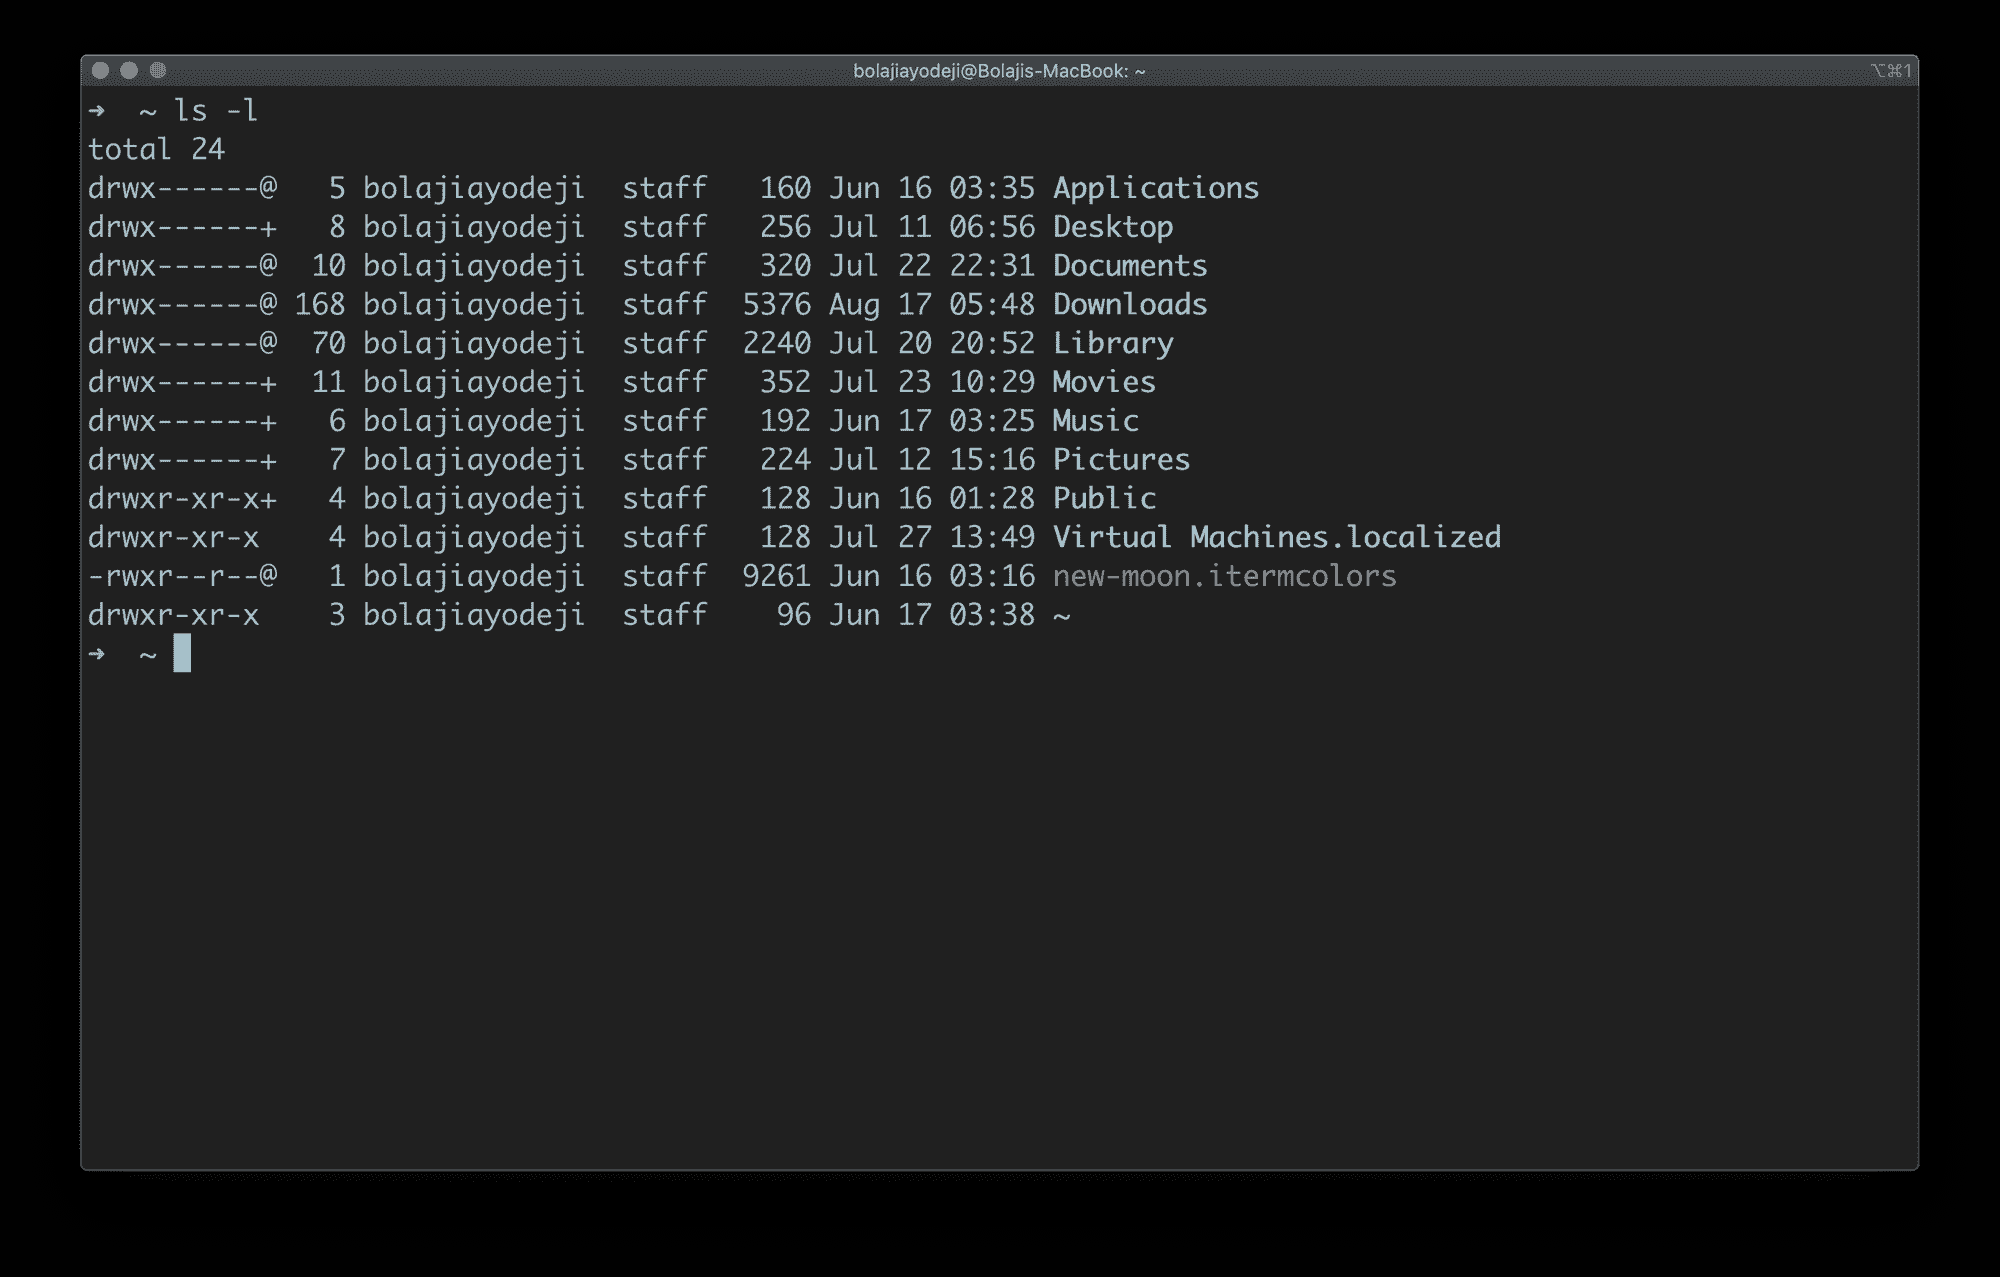 bolajiayodeji@Bolajis-MacBook: ~ ⌥⌘1
➜  ~ ls -l
total 24
drwx------@   5 bolajiayodeji  staff   160 Jun 16 03:35 Applications
drwx------+   8 bolajiayodeji  staff   256 Jul 11 06:56 Desktop
drwx------@  10 bolajiayodeji  staff   320 Jul 22 22:31 Documents
drwx------@ 168 bolajiayodeji  staff  5376 Aug 17 05:48 Downloads
drwx------@  70 bolajiayodeji  staff  2240 Jul 20 20:52 Library
drwx------+  11 bolajiayodeji  staff   352 Jul 23 10:29 Movies
drwx------+   6 bolajiayodeji  staff   192 Jun 17 03:25 Music
drwx------+   7 bolajiayodeji  staff   224 Jul 12 15:16 Pictures
drwxr-xr-x+   4 bolajiayodeji  staff   128 Jun 16 01:28 Public
drwxr-xr-x    4 bolajiayodeji  staff   128 Jul 27 13:49 Virtual Machines.localized
-rwxr--r--@   1 bolajiayodeji  staff  9261 Jun 16 03:16 new-moon.itermcolors
drwxr-xr-x    3 bolajiayodeji  staff    96 Jun 17 03:38 ~
➜  ~